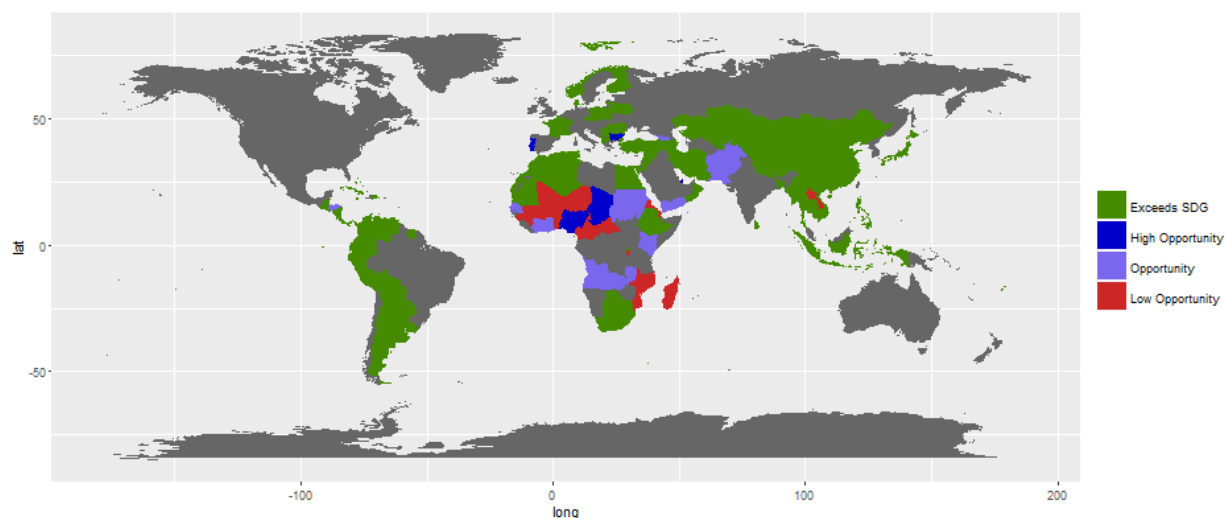 50
0
-50
lat
-100
0
100
200
long
Exceeds SDG
High Opportunity
Opportunity
Low Opportunity